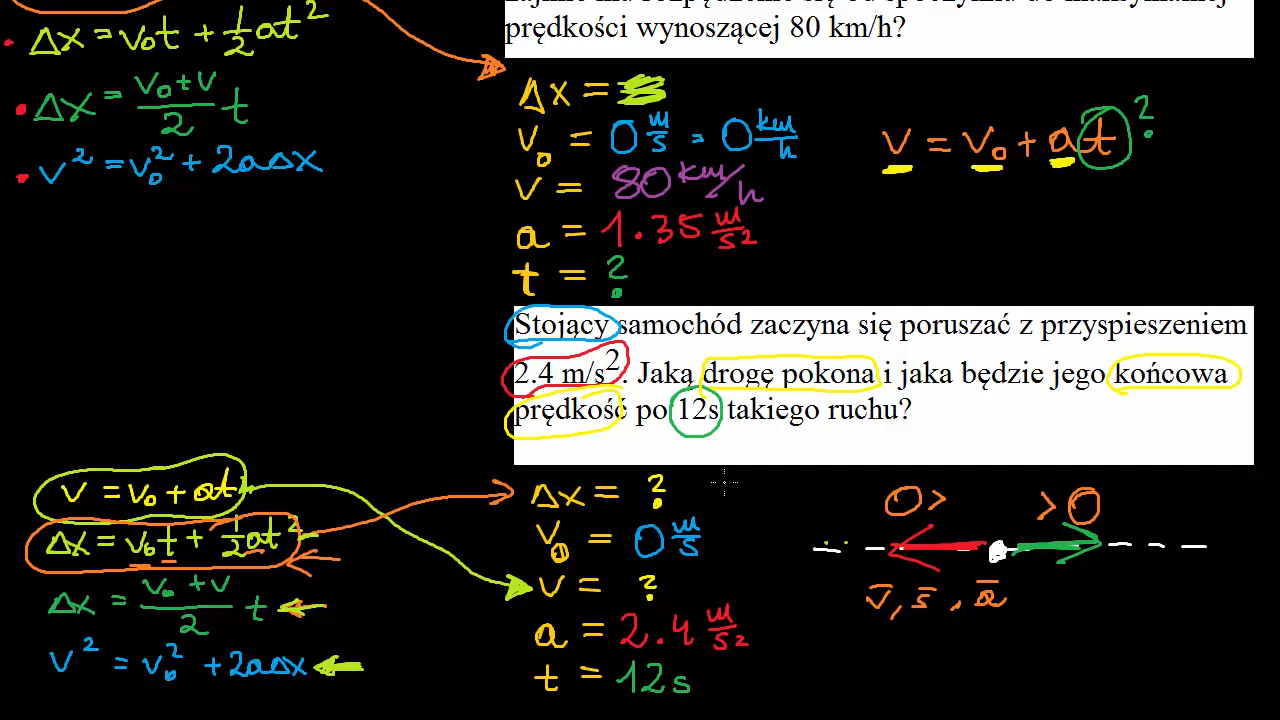 Δx = v₀t + ½at²
Δx = (v₀ + v)/2 t
v² = v₀² + 2aΔx
prędkości wynoszącej 80 km/h?
Δx =
v₀ = 0 m/s = 0 km/h
v = 80 km/h
a = 1.35 m/s²
t = ?
v = v₀ + at ?
Stojący samochód zaczyna się poruszać z przyspieszeniem
2.4 m/s². Jaką drogę pokona i jaka będzie jego końcowa
prędkość po 12s takiego ruchu?
v = v₀ + at
Δx = v₀t + ½at²
Δx = (v₀ + v)/2 t
v² = v₀² + 2aΔx
Δx = ?
v₀ = 0 m/s
v = ?
a = 2.4 m/s²
t = 12s
0> >0
v̄, s̄, ā